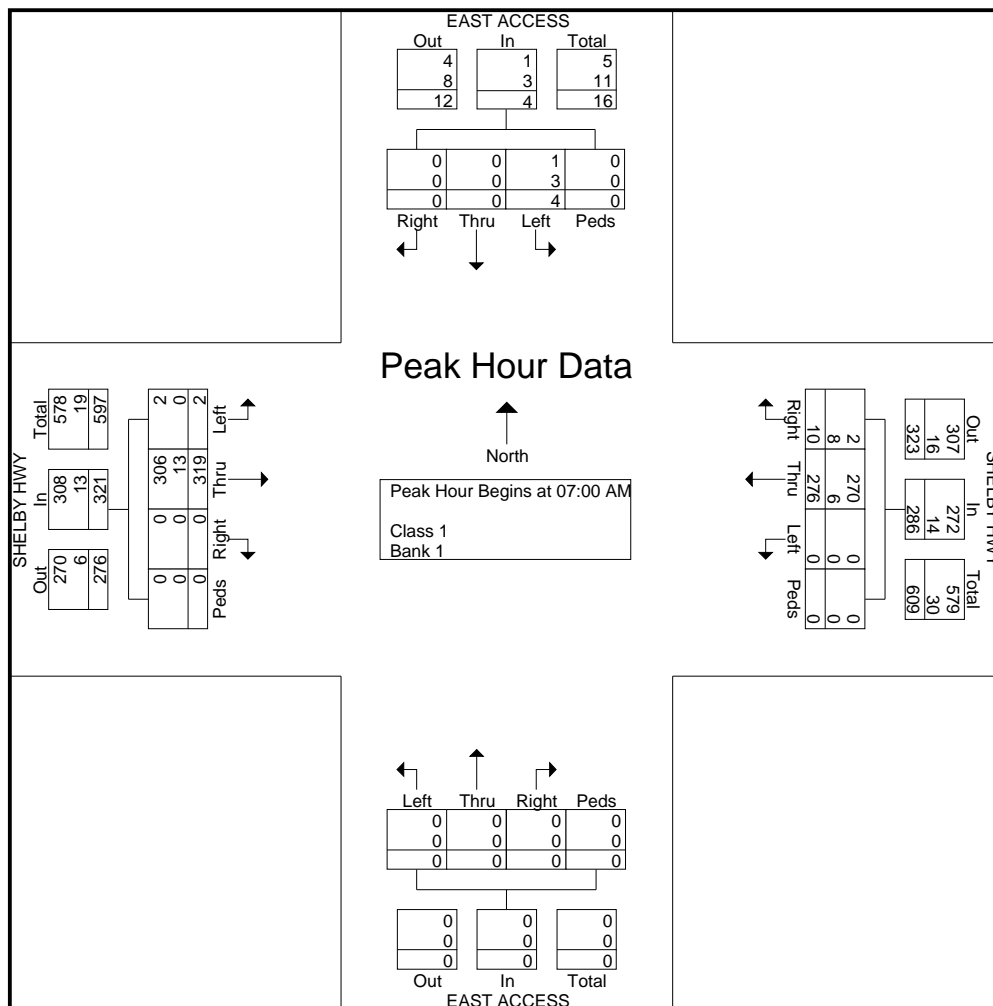 EAST ACCESS
Out In Total
4 1 5
8 3 11
12 4 16
0 0 1 0
0 0 3 0
0 0 4 0
Right Thru Left Peds
Peak Hour Data
North
Peak Hour Begins at 07:00 AM
Class 1
Bank 1
SHELBY HWY
Out In Total
270 308 578
6 13 19
276 321 597
Peds Right Thru Left
0 0 306 2
0 0 13 0
0 0 319 2
SHELBY HWY
Out In Total
307 272 579
16 14 30
323 286 609
Right Thru Left Peds
2 270 0 0
8 6 0 0
10 276 0 0
Left Thru Right Peds
0 0 0 0
0 0 0 0
0 0 0 0
0 0 0
0 0 0
0 0 0
Out In Total
EAST ACCESS